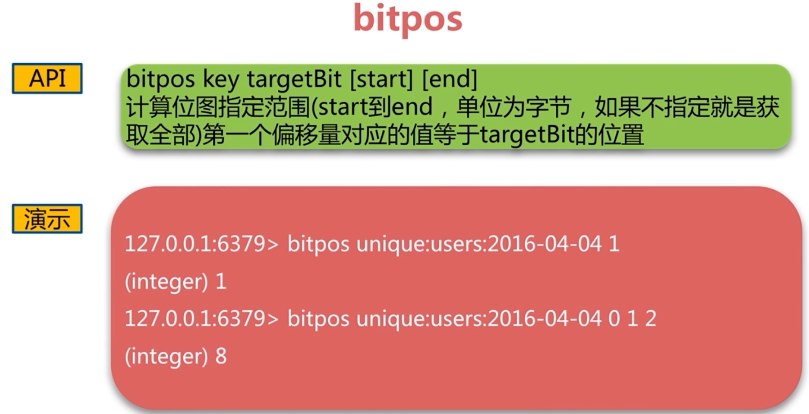 bitpos
API
bitpos key targetBit [start] [end]
计算位图指定范围(start到end，单位为字节，如果不指定就是获
取全部)第一个偏移量对应的值等于targetBit的位置
演示
127.0.0.1:6379> bitpos unique:users:2016-04-04 1
(integer) 1
127.0.0.1:6379> bitpos unique:users:2016-04-04 0 1 2
(integer) 8